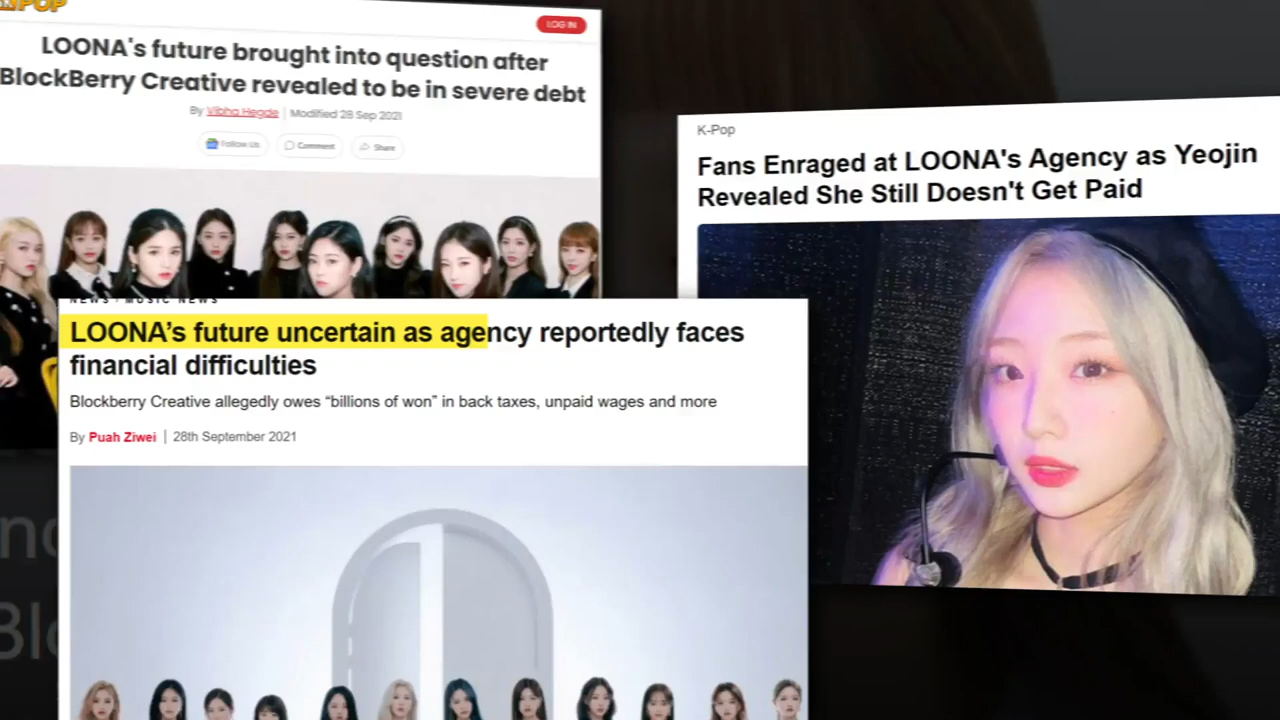 POP
LOG IN
LOONA's future brought into question after
BlockBerry Creative revealed to be in severe debt
By Vibha Hegde | Modified 28 Sep 2021
Follow Us
Comment
Share
K-Pop
Fans Enraged at LOONA's Agency as Yeojin
Revealed She Still Doesn't Get Paid
NEWS · MUSIC NEWS
LOONA’s future uncertain as agency reportedly faces
financial difficulties
Blockberry Creative allegedly owes “billions of won” in back taxes, unpaid wages and more
By Puah Ziwei | 28th September 2021